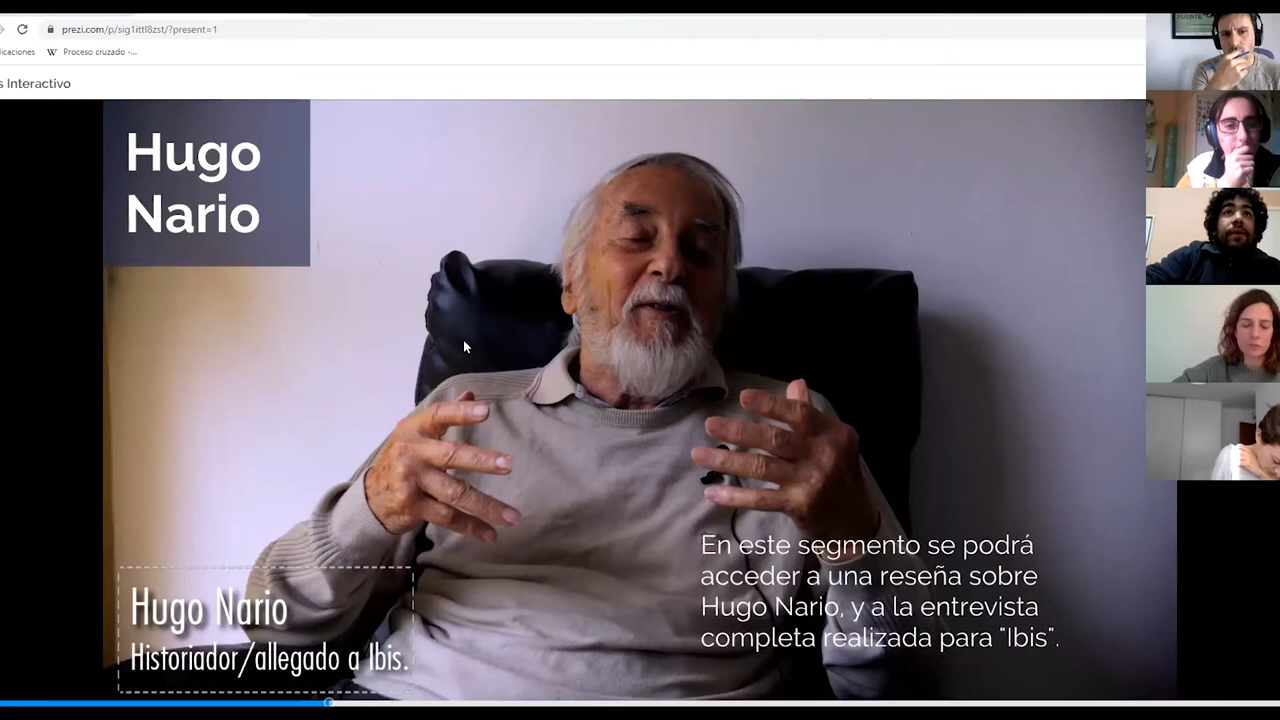 prezi.com/p/sig1ittl8zst/?present=1
licaciones
Proceso cruzado -...
s Interactivo
Hugo
Nario
Hugo Nario
Historiador/allegado a Ibis.
En este segmento se podrá
acceder a una reseña sobre
Hugo Nario, y a la entrevista
completa realizada para "Ibis".